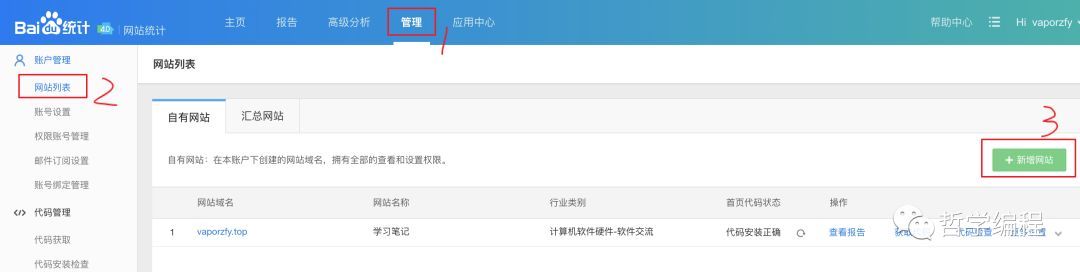 Bai du 统计 4.0 网站统计 主页 报告 高级分析 管理 应用中心 帮助中心 Hi vaporzfy
1
账户管理
网站列表
2
账号设置
权限账号管理
邮件订阅设置
账号绑定管理
代码管理
代码获取
代码安装检查
网站列表
自有网站 汇总网站
3
自有网站：在本账户下创建的网站域名，拥有全部的查看和设置权限。
+ 新增网站
网站域名 网站名称 行业类别 首页代码状态 操作
1 vaporzfy.top 学习笔记 计算机软件硬件-软件交流 代码安装正确 查看报告
哲学编程